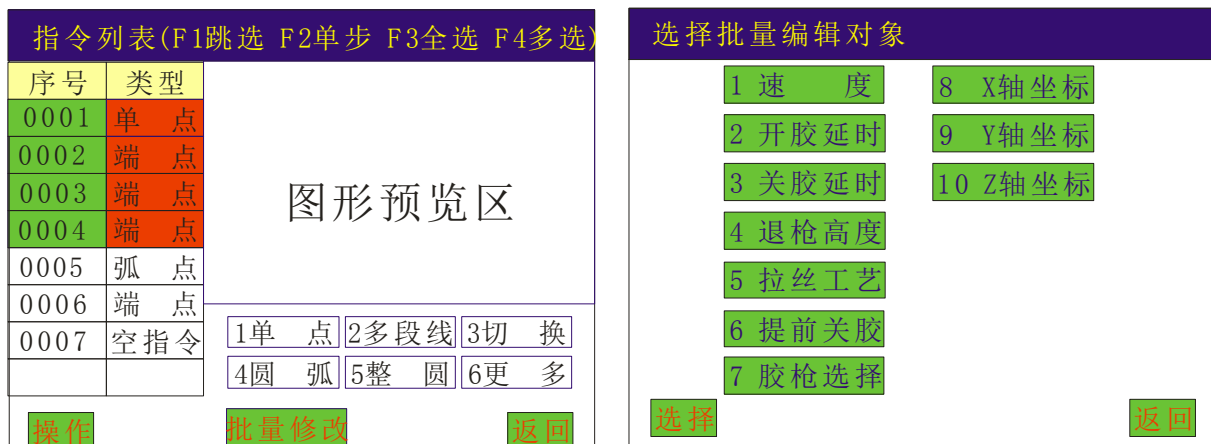 指令列表(F1跳选 F2单步 F3全选 F4多选)
序号 类型
0001 单 点
0002 端 点
0003 端 点
0004 端 点
0005 弧 点
0006 端 点
0007 空指令
图形预览区
1单 点 2多段线 3切 换
4圆 弧 5整 圆 6更 多
操作 批量修改 返回
选择批量编辑对象
1 速 度 8 X轴坐标
2 开胶延时 9 Y轴坐标
3 关胶延时 10 Z轴坐标
4 退枪高度
5 拉丝工艺
6 提前关胶
7 胶枪选择
选择 返回